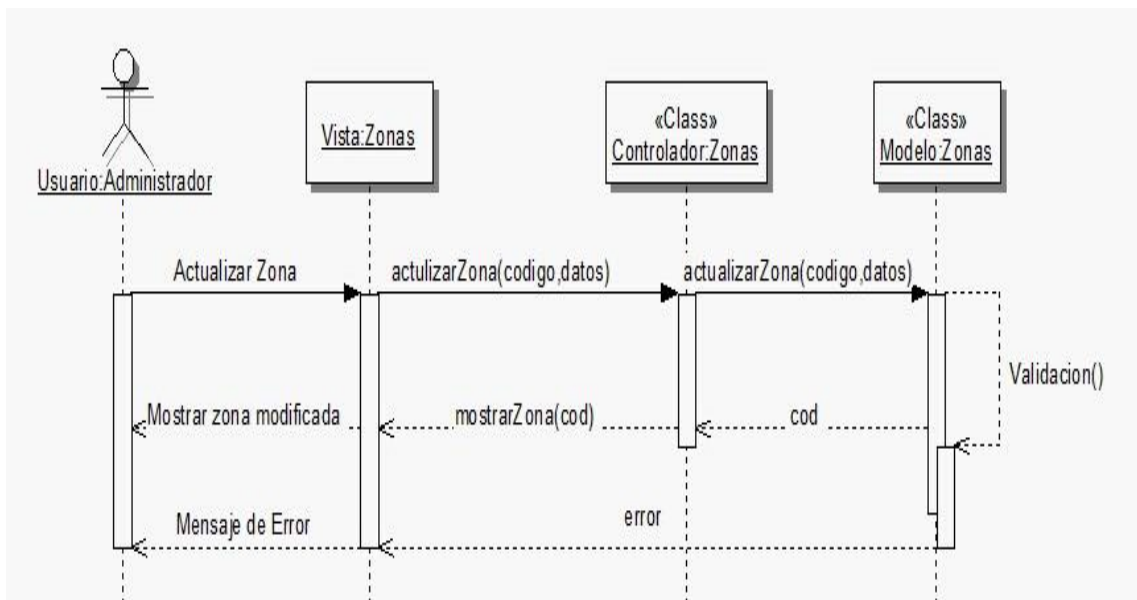 Usuario:Administrador
Vista:Zonas
«Class»
Controlador:Zonas
«Class»
Modelo:Zonas
Actualizar Zona
actulizarZona(codigo,datos)
actualizarZona(codigo,datos)
Validacion()
Mostrar zona modificada
mostrarZona(cod)
cod
Mensaje de Error
error